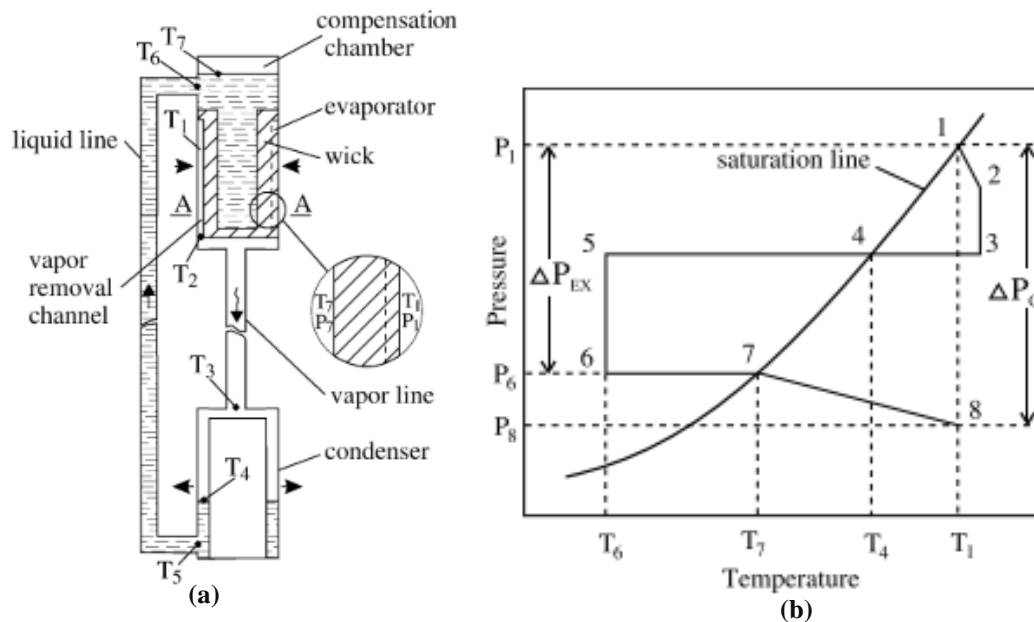 (a)
compensation
chamber
T7
T6
evaporator
T1
wick
liquid line
A
A
vapor
removal
channel
T2
T7
P7
T1
P1
T3
vapor line
condenser
T4
T5
Pressure
P1
P6
P8
ΔPEX
saturation line
1
2
3
4
5
6
7
8
T6
T7
T4
T1
Temperature
(b)